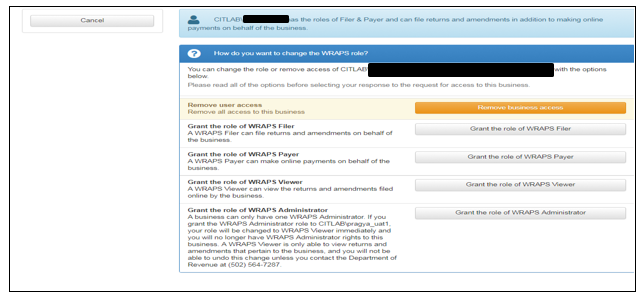 Cancel
CITLAB\ has the roles of Filer & Payer and can file returns and amendments in addition to making online
payments on behalf of the business.
How do you want to change the WRAPS role?
You can change the role or remove access of CITLAB with the options
below.
Please read all of the options before selecting your response to the request for access to this business.
Remove user access
Remove all access to this business
Remove business access
Grant the role of WRAPS Filer
A WRAPS Filer can file returns and amendments on behalf of
the business.
Grant the role of WRAPS Filer
Grant the role of WRAPS Payer
A WRAPS Payer can make online payments on behalf of the
business.
Grant the role of WRAPS Payer
Grant the role of WRAPS Viewer
A WRAPS Viewer can view the returns and amendments filed
online by the business.
Grant the role of WRAPS Viewer
Grant the role of WRAPS Administrator
A business can only have one WRAPS Administrator. If you
grant the WRAPS Administrator role to CITLAB\pragya_uat1,
your role will be changed to WRAPS Viewer immediately and
you will no longer have WRAPS Administrator rights to this
business. A WRAPS Viewer is only able to view returns and
amendments that pertain to the business, and you will not be
able to undo this change unless you contact the Department of
Revenue at (502) 564-7287.
Grant the role of WRAPS Administrator